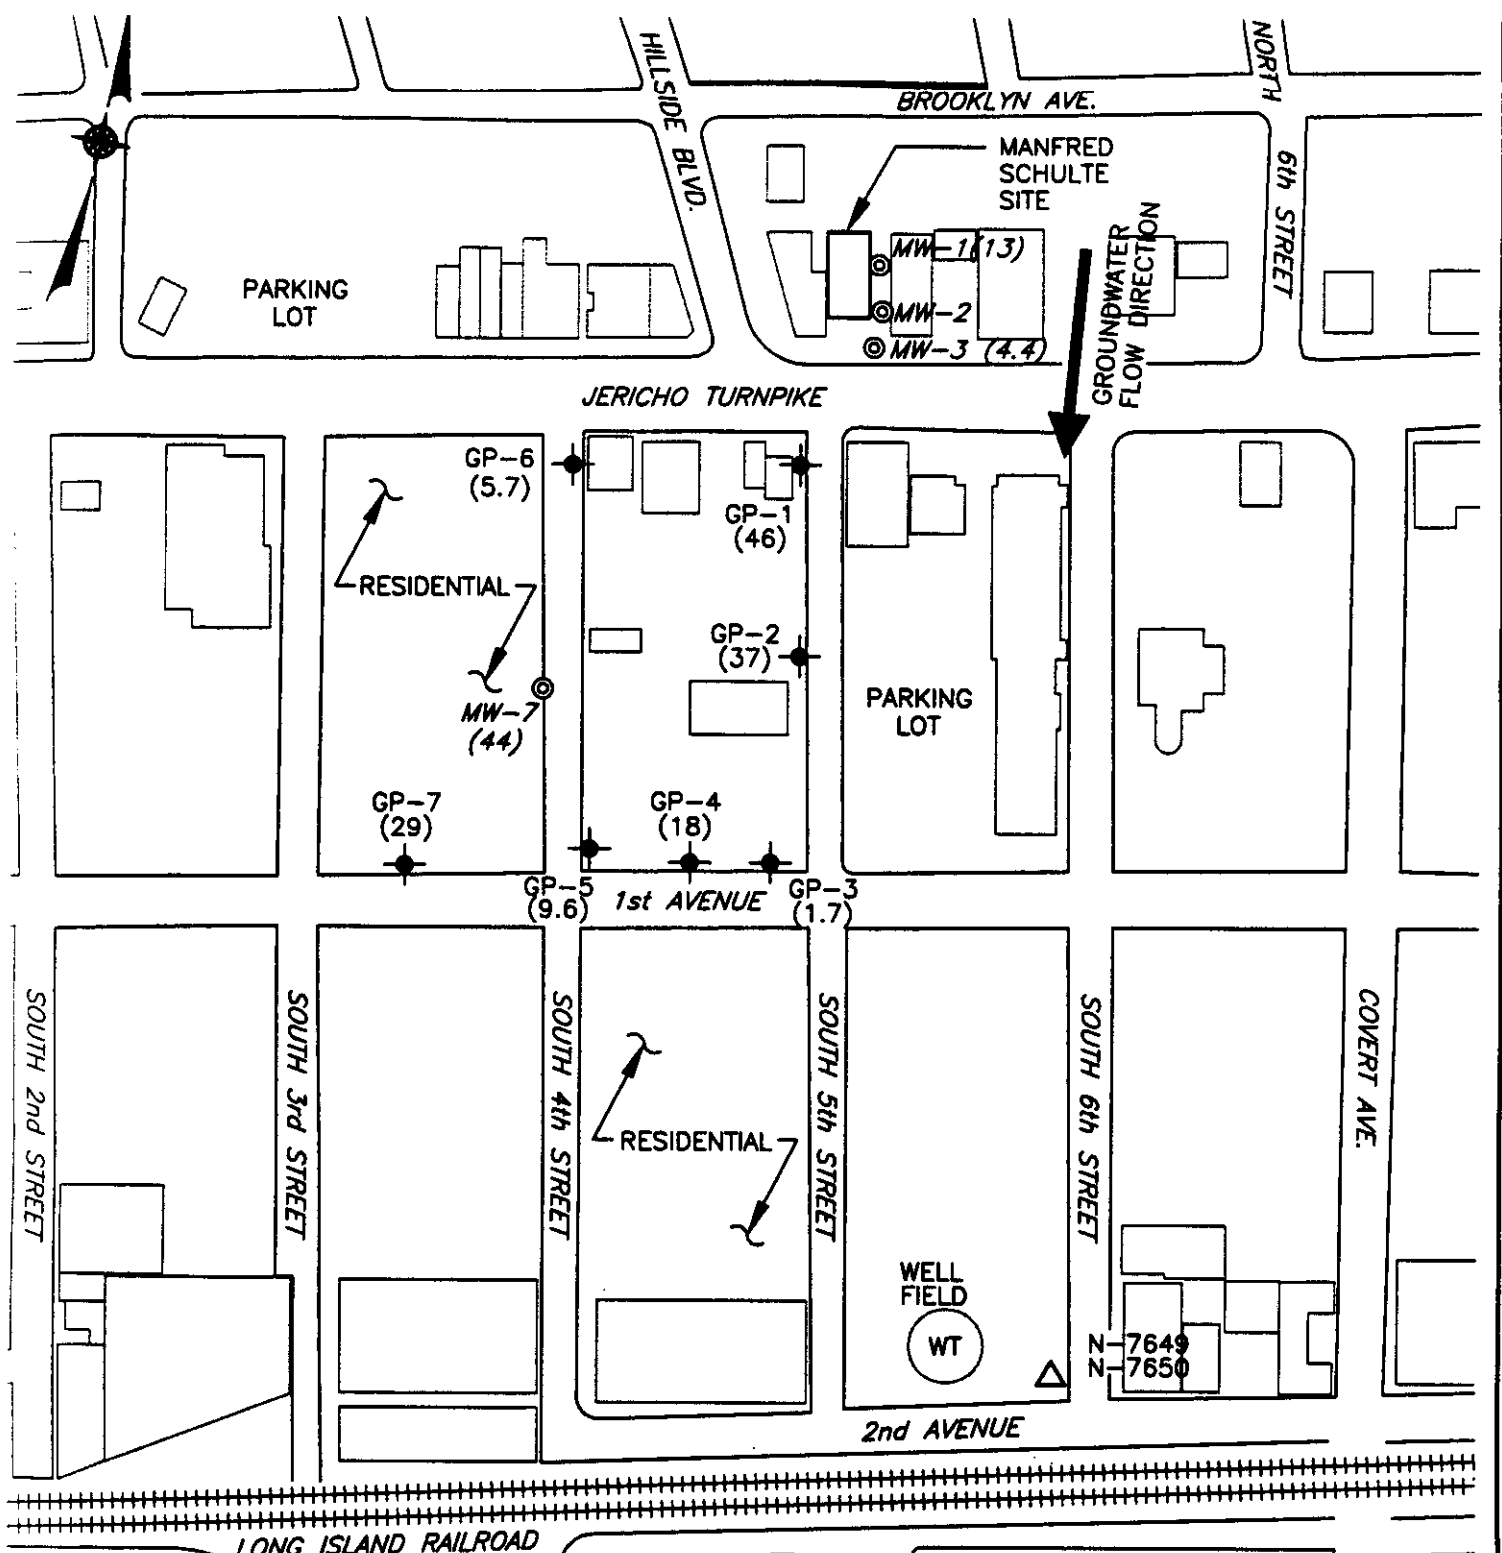 HILLSIDE BLVD.
BROOKLYN AVE.
NORTH
6th STREET
MANFRED
SCHULTE
SITE
GROUNDWATER
FLOW DIRECTION
MW-1(13)
MW-2
MW-3 (4.4)
PARKING
LOT
JERICHO TURNPIKE
GP-6
(5.7)
GP-1
(46)
RESIDENTIAL
GP-2
(37)
MW-7
(44)
PARKING
LOT
GP-7
(29)
GP-4
(18)
GP-5
(9.6)
1st AVENUE
GP-3
(1.7)
SOUTH 2nd STREET
SOUTH 3rd STREET
SOUTH 4th STREET
SOUTH 5th STREET
SOUTH 6th STREET
COVERT AVE.
RESIDENTIAL
WELL
FIELD
WT
N-7649
N-7650
2nd AVENUE
LONG ISLAND RAILROAD